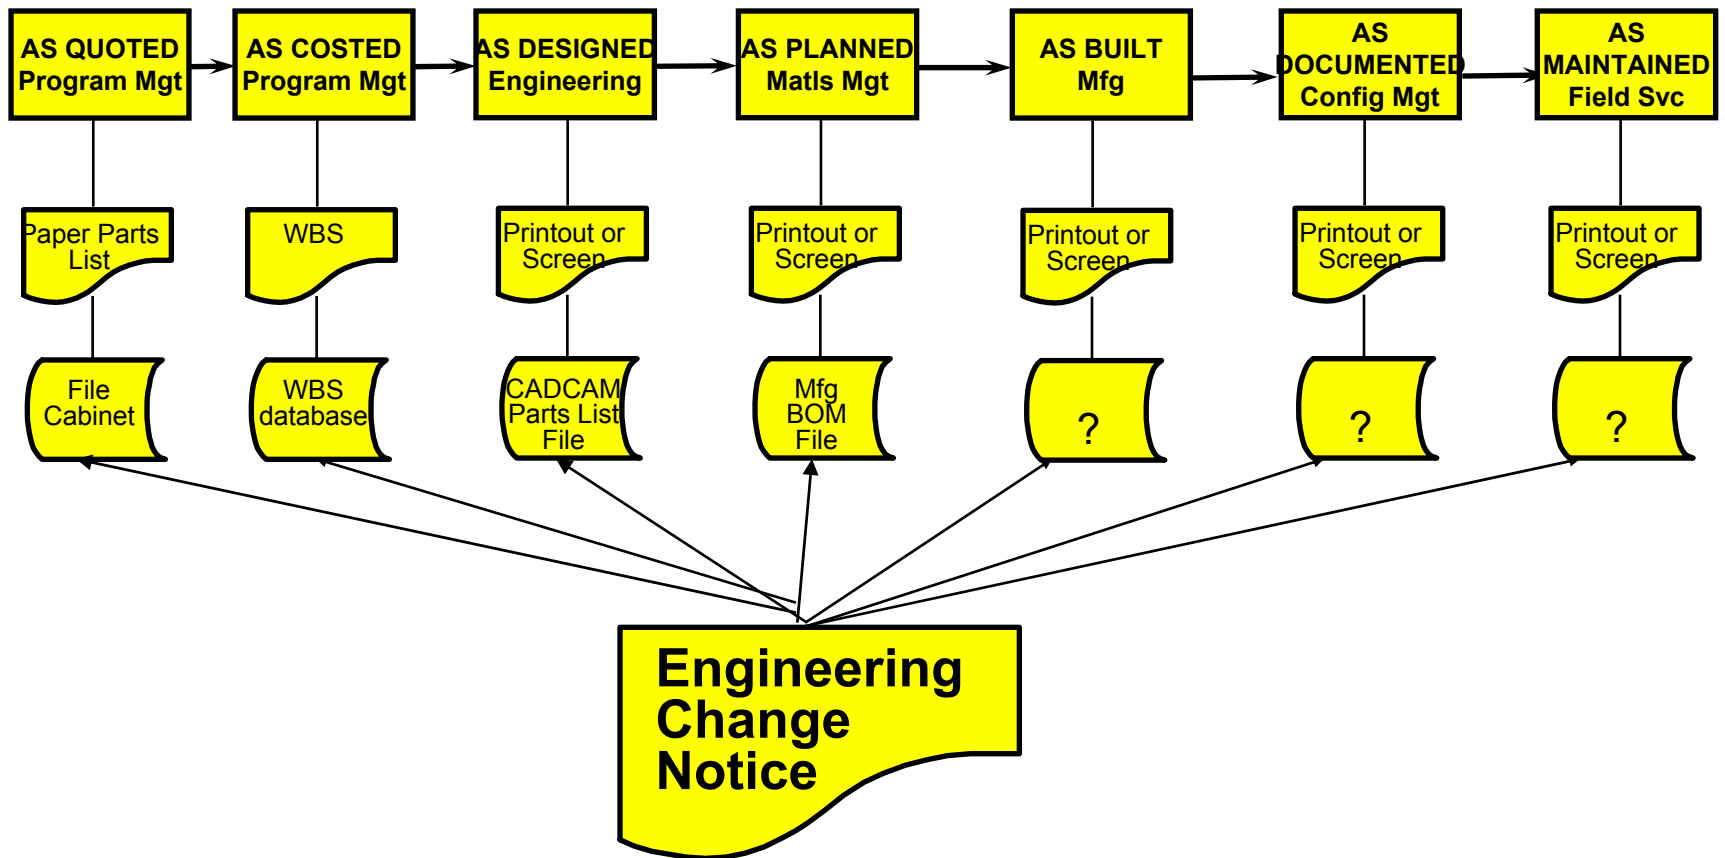 AS QUOTED
Program Mgt
AS COSTED
Program Mgt
AS DESIGNED
Engineering
AS PLANNED
Matls Mgt
AS BUILT
Mfg
AS
DOCUMENTED
Config Mgt
AS
MAINTAINED
Field Svc
Paper Parts
List
WBS
Printout or
Screen
Printout or
Screen
Printout or
Screen
Printout or
Screen
Printout or
Screen
File
Cabinet
WBS
database
CADCAM
Parts List
File
Mfg
BOM
File
?
?
?
Engineering
Change
Notice